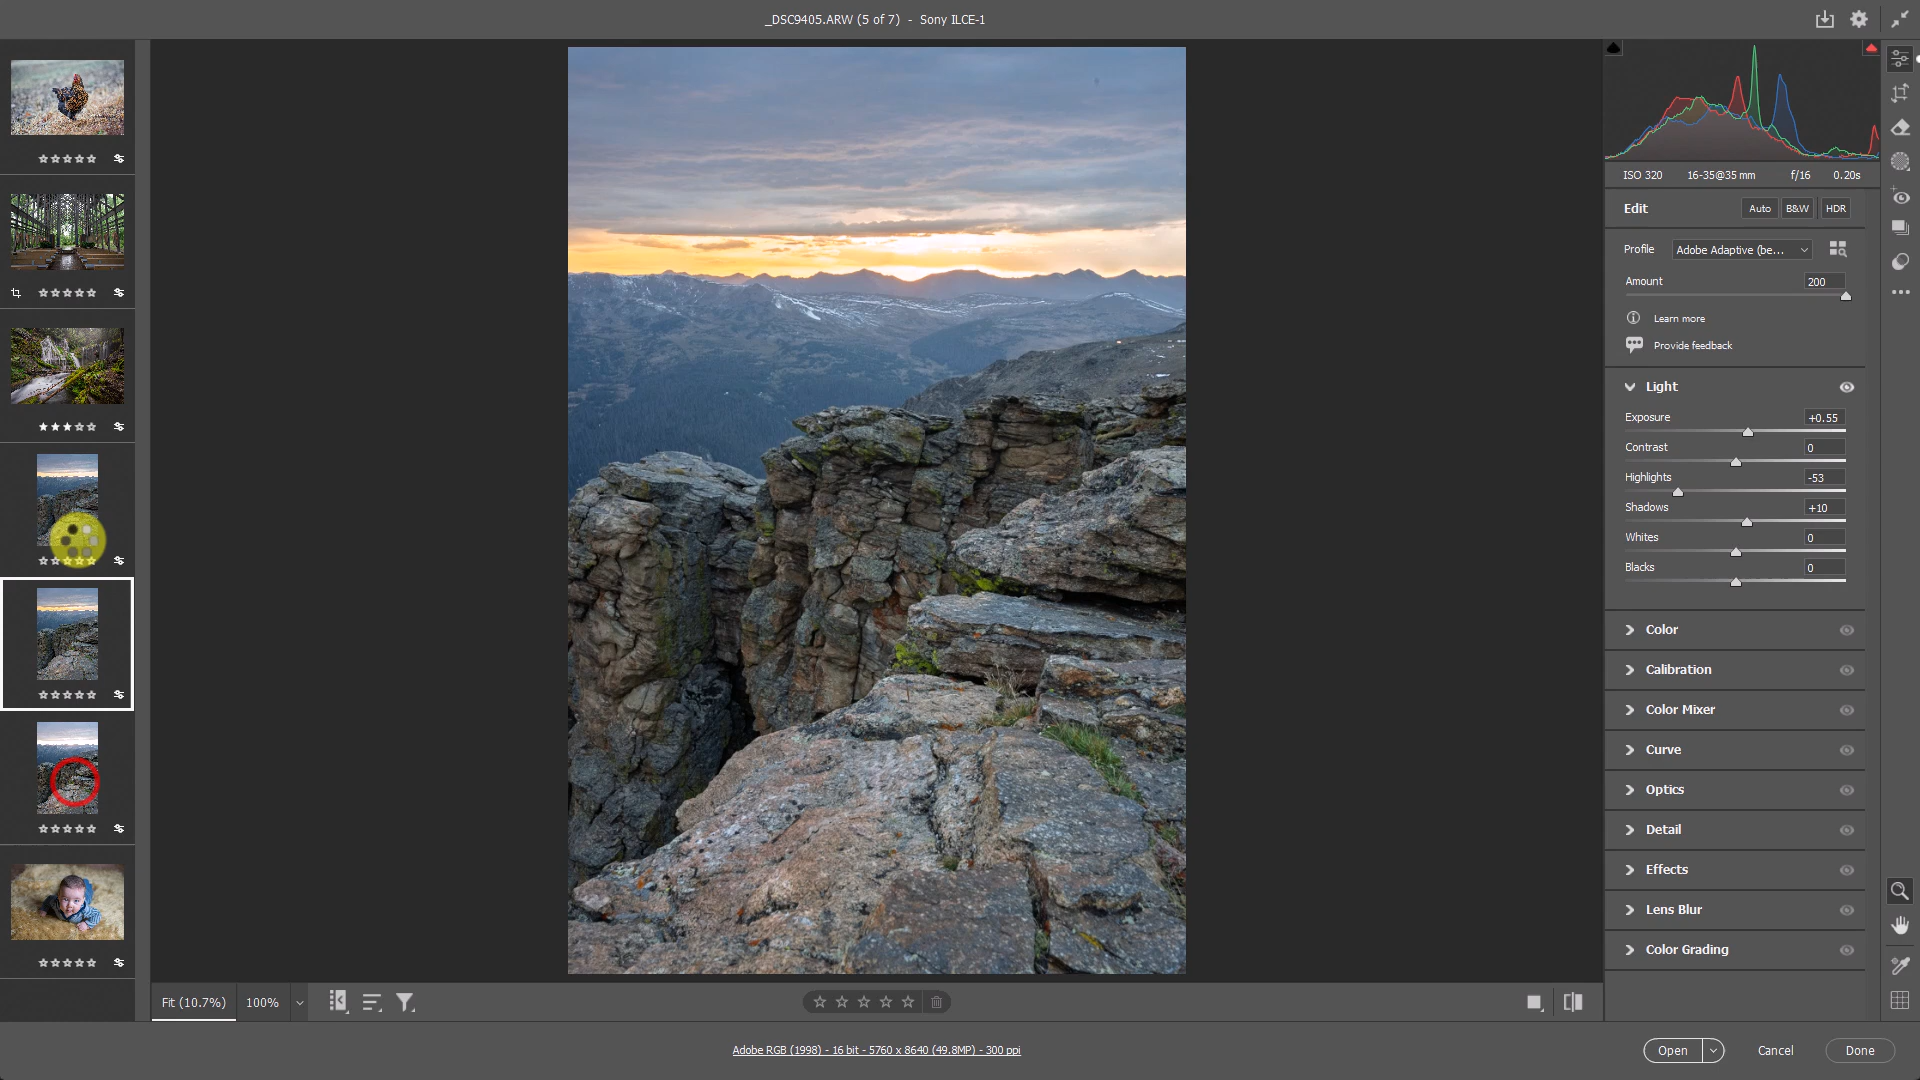 _DSC9405.ARW (5 of 7)  -  Sony ILCE-1
ISO 320 16-35@35 mm f/16 0.20s
Edit Auto B&W HDR
Profile Adobe Adaptive (be...
Amount 200
Learn more
Provide feedback
Light
Exposure +0.55
Contrast 0
Highlights -53
Shadows +10
Whites 0
Blacks 0
Color
Calibration
Color Mixer
Curve
Optics
Detail
Effects
Lens Blur
Color Grading
Fit (10.7%) 100%
Adobe RGB (1998) - 16 bit - 5760 x 8640 (49.8MP) - 300 ppi
Open Cancel Done